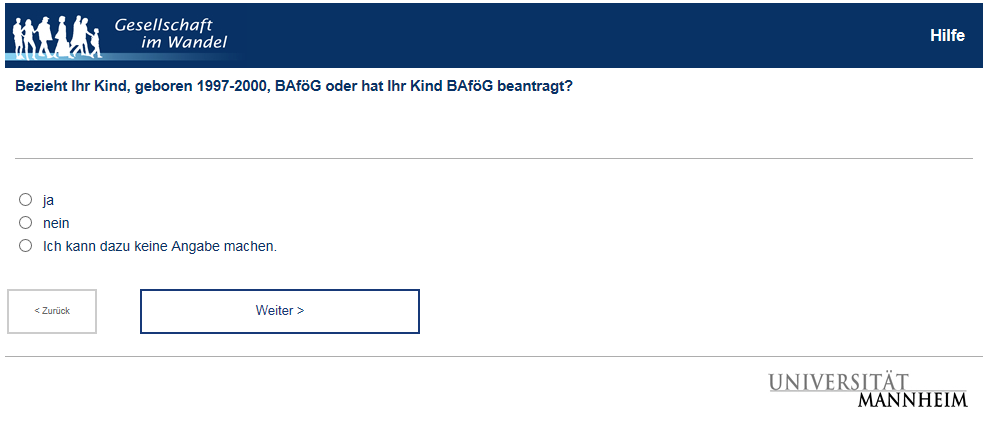 Gesellschaft
im Wandel
Hilfe
Bezieht Ihr Kind, geboren 1997-2000, BAföG oder hat Ihr Kind BAföG beantragt?
ja
nein
Ich kann dazu keine Angabe machen.
< Zurück
Weiter >
UNIVERSITÄT
MANNHEIM